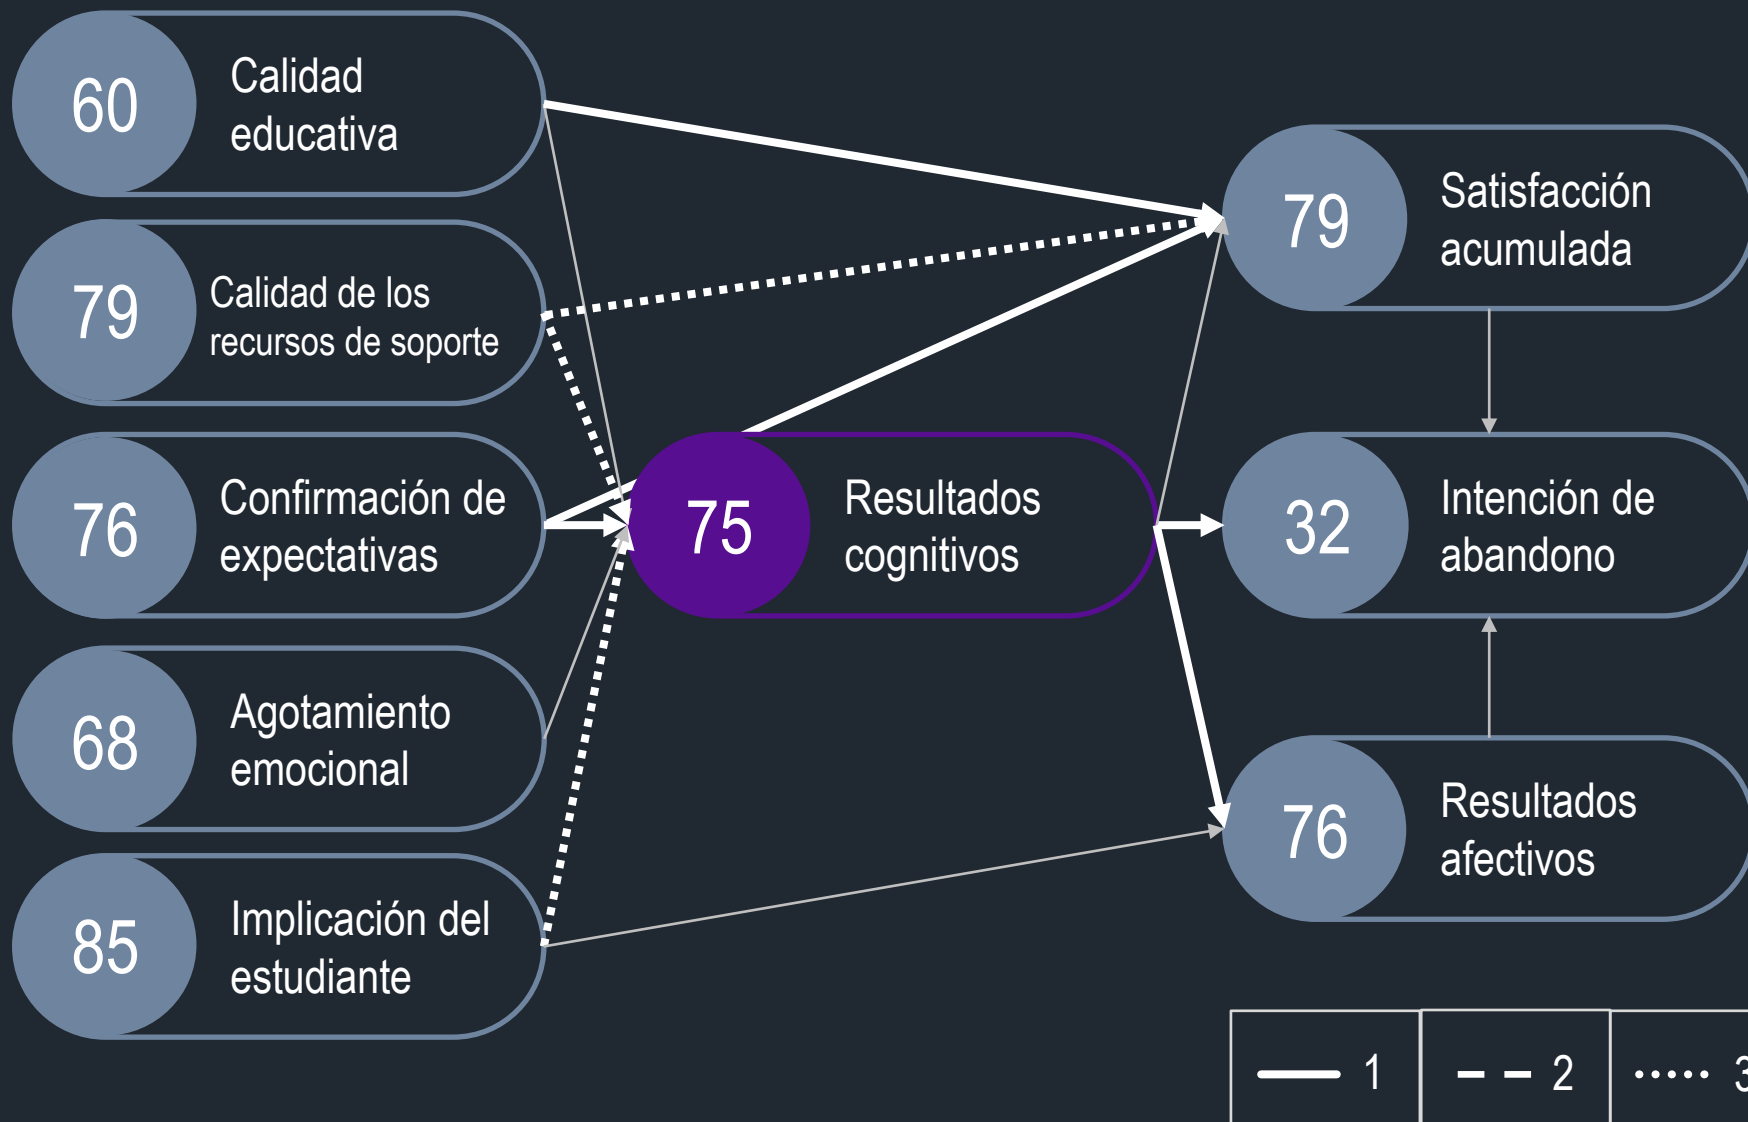 60
Calidad
educativa
79
Calidad de los
recursos de soporte
76
Confirmación de
expectativas
68
Agotamiento
emocional
85
Implicación del
estudiante
75
Resultados
cognitivos
79
Satisfacción
acumulada
32
Intención de
abandono
76
Resultados
afectivos
1
2
3